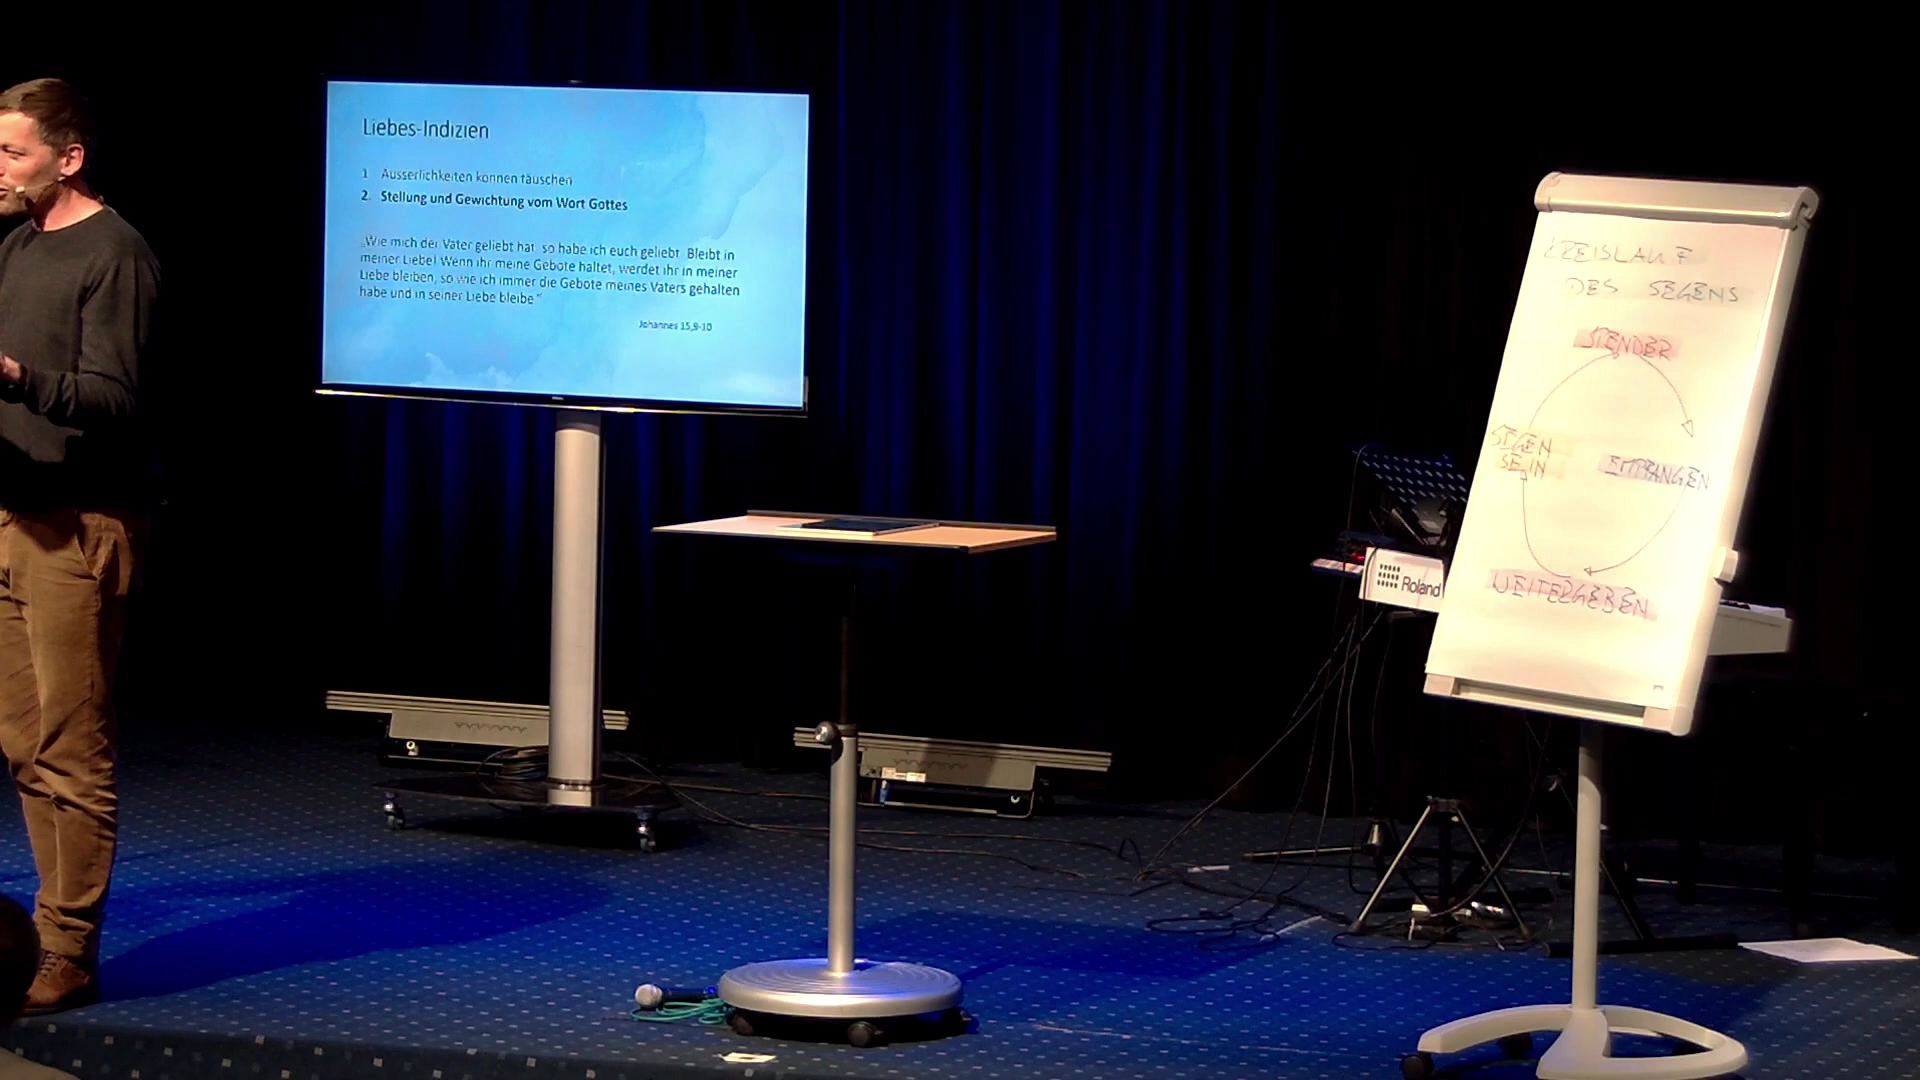 Liebes-Indizien
1. Ausserlichkeiten können täuschen
2. Stellung und Gewichtung vom Wort Gottes
„Wie mich der Vater geliebt hat, so habe ich euch geliebt. Bleibt in
meiner Liebe! Wenn ihr meine Gebote haltet, werdet ihr in meiner
Liebe bleiben, so wie ich immer die Gebote meines Vaters gehalten
habe und in seiner Liebe bleibe“
Johannes 15,9-10
KREISLAUF
DES SEGENS
SPENDER
SEGEN
SEIN
EMPFANGEN
WEITERGEBEN
Roland